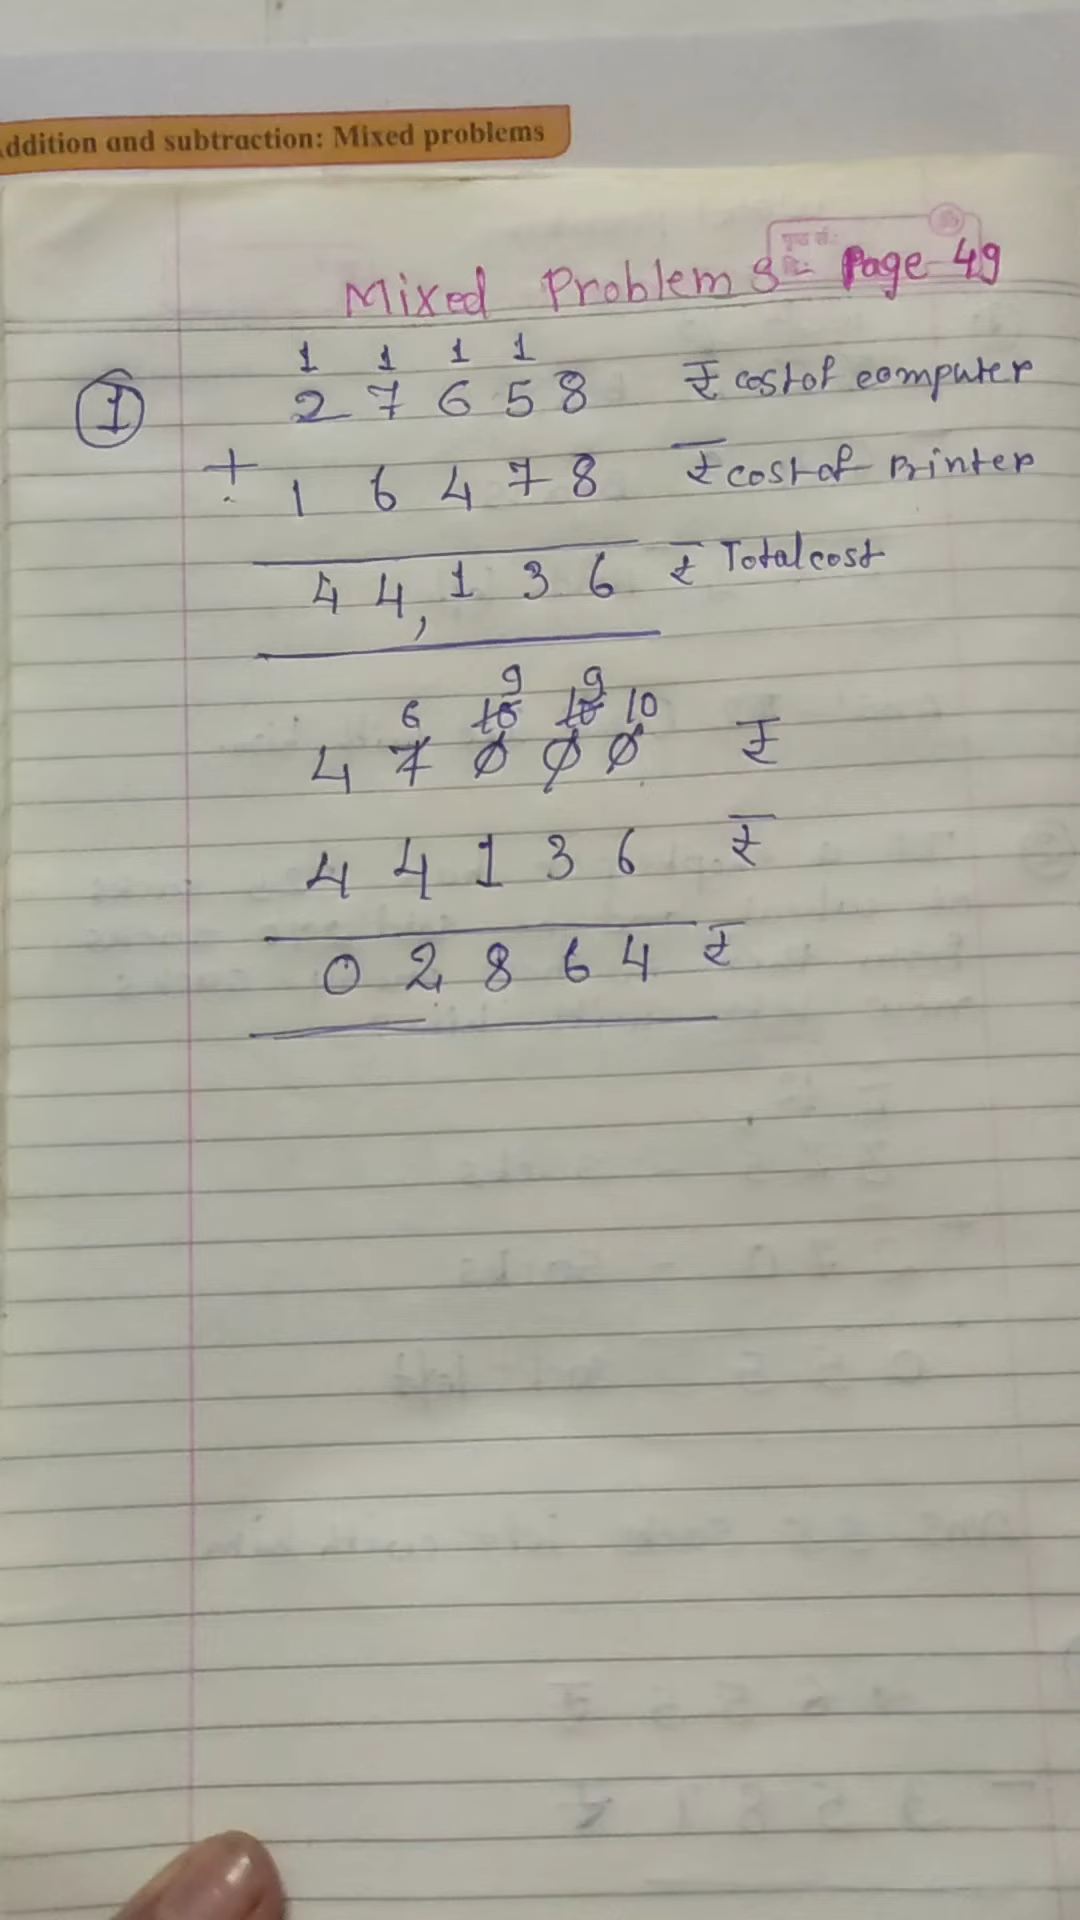 ddition and subtraction: Mixed problems
पृष्ठ सं.:
Mixed Problems Page 49
1 1 1 1
1 2 7 6 5 8 ₹ cost of computer
+ 1 6 4 7 8 ₹ cost of Printer
4 4, 1 3 6 ₹ Total cost
9 9
6 10 10 10
4 7 0 0 0 ₹
4 4 1 3 6 ₹
0 2 8 6 4 ₹